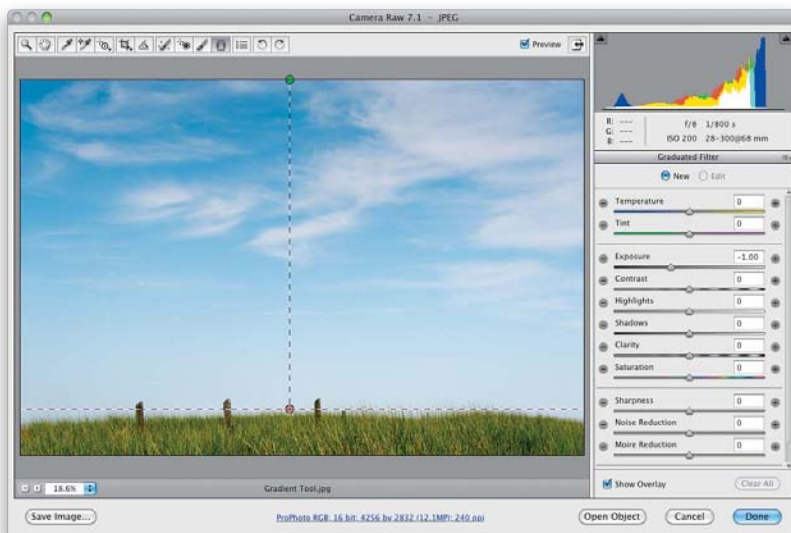 Camera Raw 7.1 – JPEG
Preview
R: ---
G: ---
B: ---
f/8 1/800 s
ISO 200 28-300@68 mm
Graduated Filter
New Edit
Temperature 0
Tint 0
Exposure -1.00
Contrast 0
Highlights 0
Shadows 0
Clarity 0
Saturation 0
Sharpness 0
Noise Reduction 0
Moire Reduction 0
Show Overlay Clear All
18.6% Gradient Tool.jpg
Save Image... ProPhoto RGB; 16 bit; 4256 by 2832 (12.1MP); 240 ppi Open Object Cancel Done